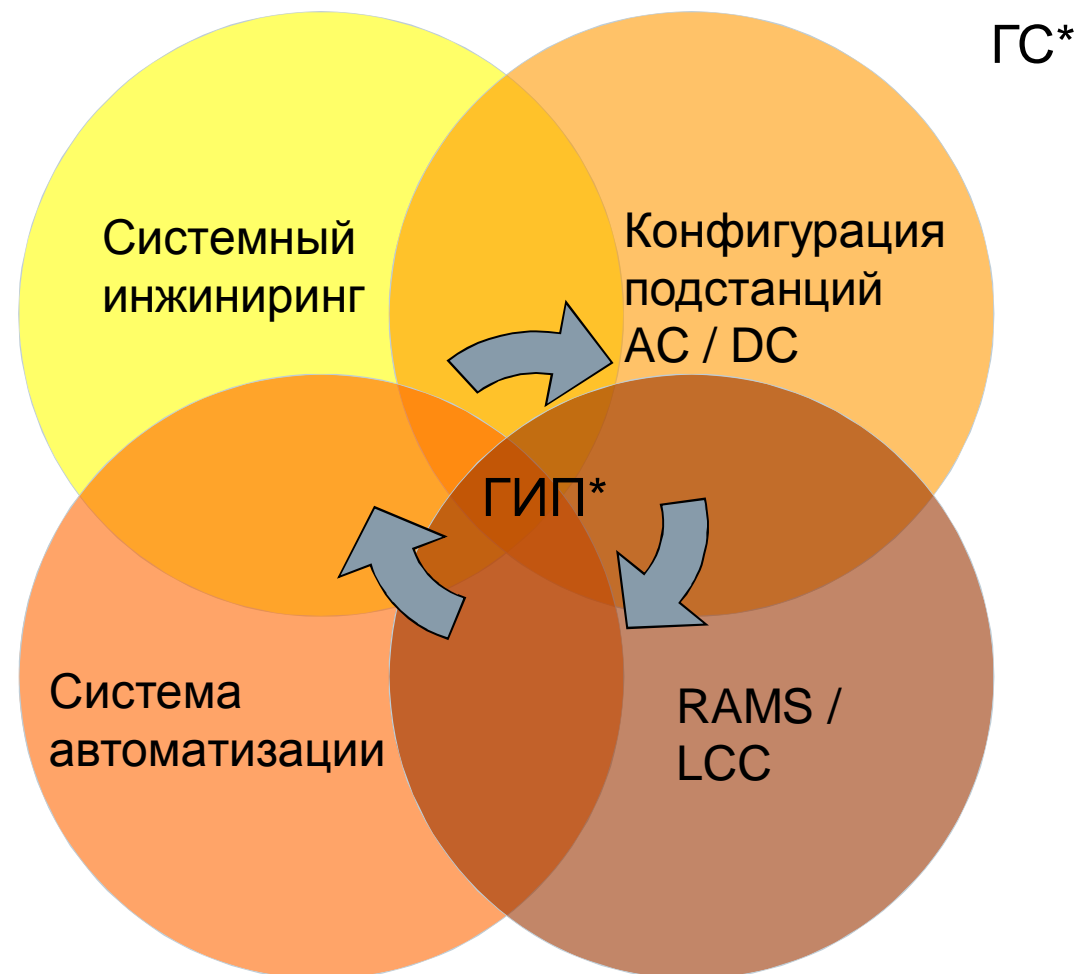 ГС*
Системный
инжиниринг
Конфигурация
подстанций
AC / DC
ГИП*
Система
автоматизации
RAMS /
LCC